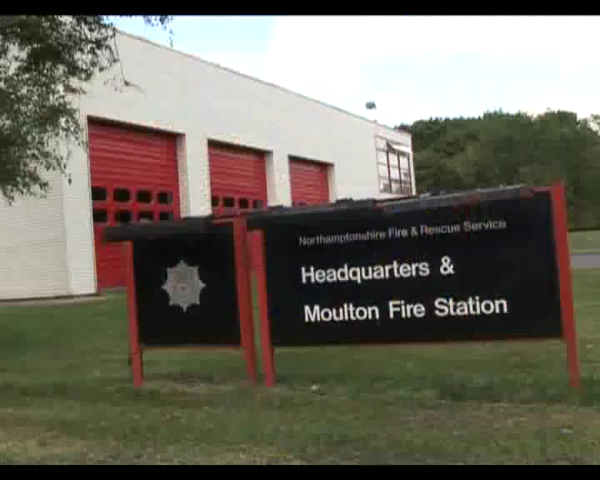 Northamptonshire Fire & Rescue Service
Headquarters &
Moulton Fire Station